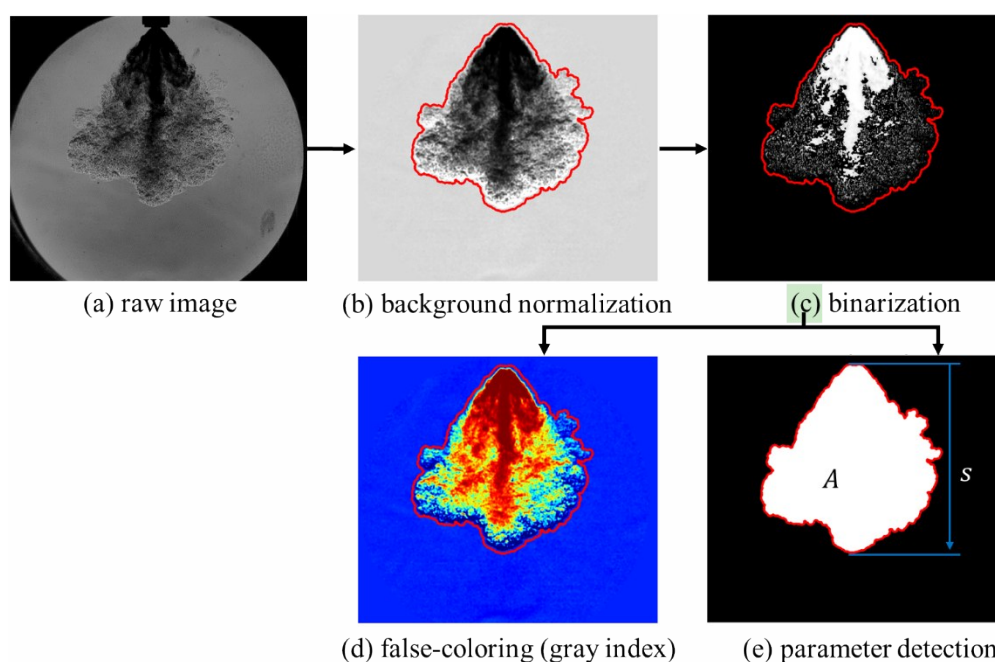 (a) raw image
(b) background normalization
(c) binarization
A
S
(d) false-coloring (gray index)
(e) parameter detection